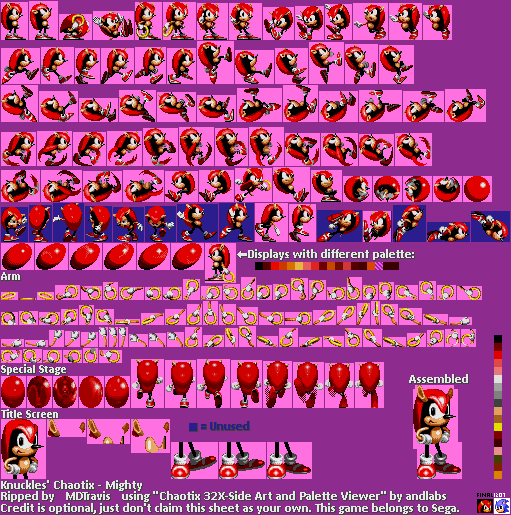 ←Displays with different palette:
Arm
Special Stage
Assembled
Title Screen
= Unused
Knuckles' Chaotix - Mighty
Ripped by MDTravis using "Chaotix 32X-Side Art and Palette Viewer" by andlabs
Credit is optional, just don't claim this sheet as your own. This game belongs to Sega.